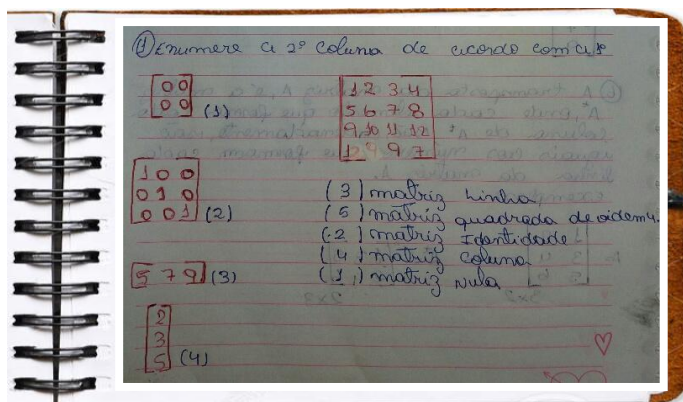 ① Enumere a 2ª coluna de acordo com a 1ª
0 0
0 0 (1)
1 2 3 4
5 6 7 8
9 10 11 12
1 2 9 9 7
1 0 0
0 1 0
0 0 1 (2)
(3) matriz Linha
(5) matriz quadrada de ordem 4.
(2) matriz Identidade
(4) matriz coluna
(1) matriz Nula
5 7 9 (3)
2
3
5 (4)